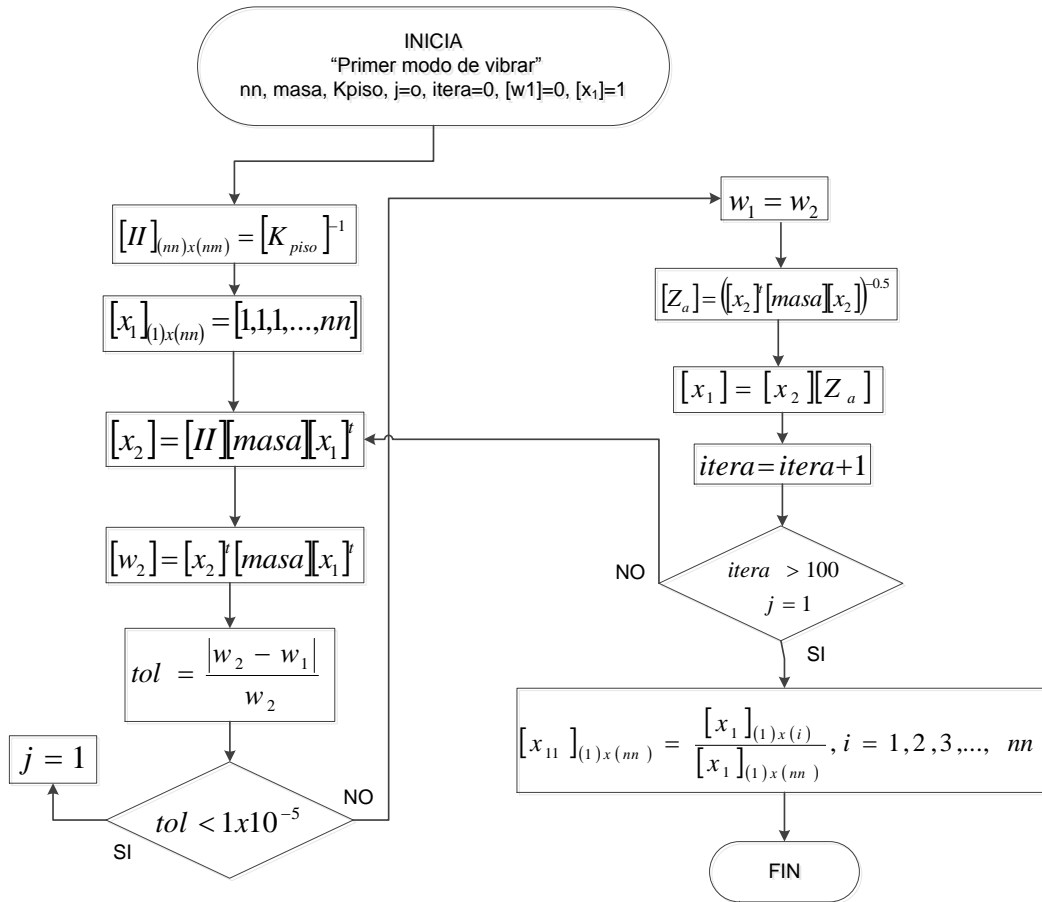 INICIA
“Primer modo de vibrar”
nn, masa, Kpiso, j=o, itera=0, [w1]=0, [x₁]=1
[II]₍ₙₙ₎ₓ₍ₙₘ₎ = [K_piso]⁻¹
[x₁]₍₁₎ₓ₍ₙₙ₎ = [1,1,1,...,nn]
[x₂]=[II][masa][x₁]ᵗ
[w₂]=[x₂]ᵗ[masa][x₁]ᵗ
tol = |w₂ − w₁| / w₂
j = 1
tol < 1x10⁻⁵
SI
NO
w₁ = w₂
[Zₐ]=([x₂]ᵗ[masa][x₂])⁻⁰·⁵
[x₁] = [x₂][Zₐ]
itera=itera+1
NO
itera > 100
j = 1
SI
[x₁₁]₍₁₎ₓ₍ₙₙ₎ = [x₁]₍₁₎ₓ₍ᵢ₎ / [x₁]₍₁₎ₓ₍ₙₙ₎, i = 1,2,3,..., nn
FIN